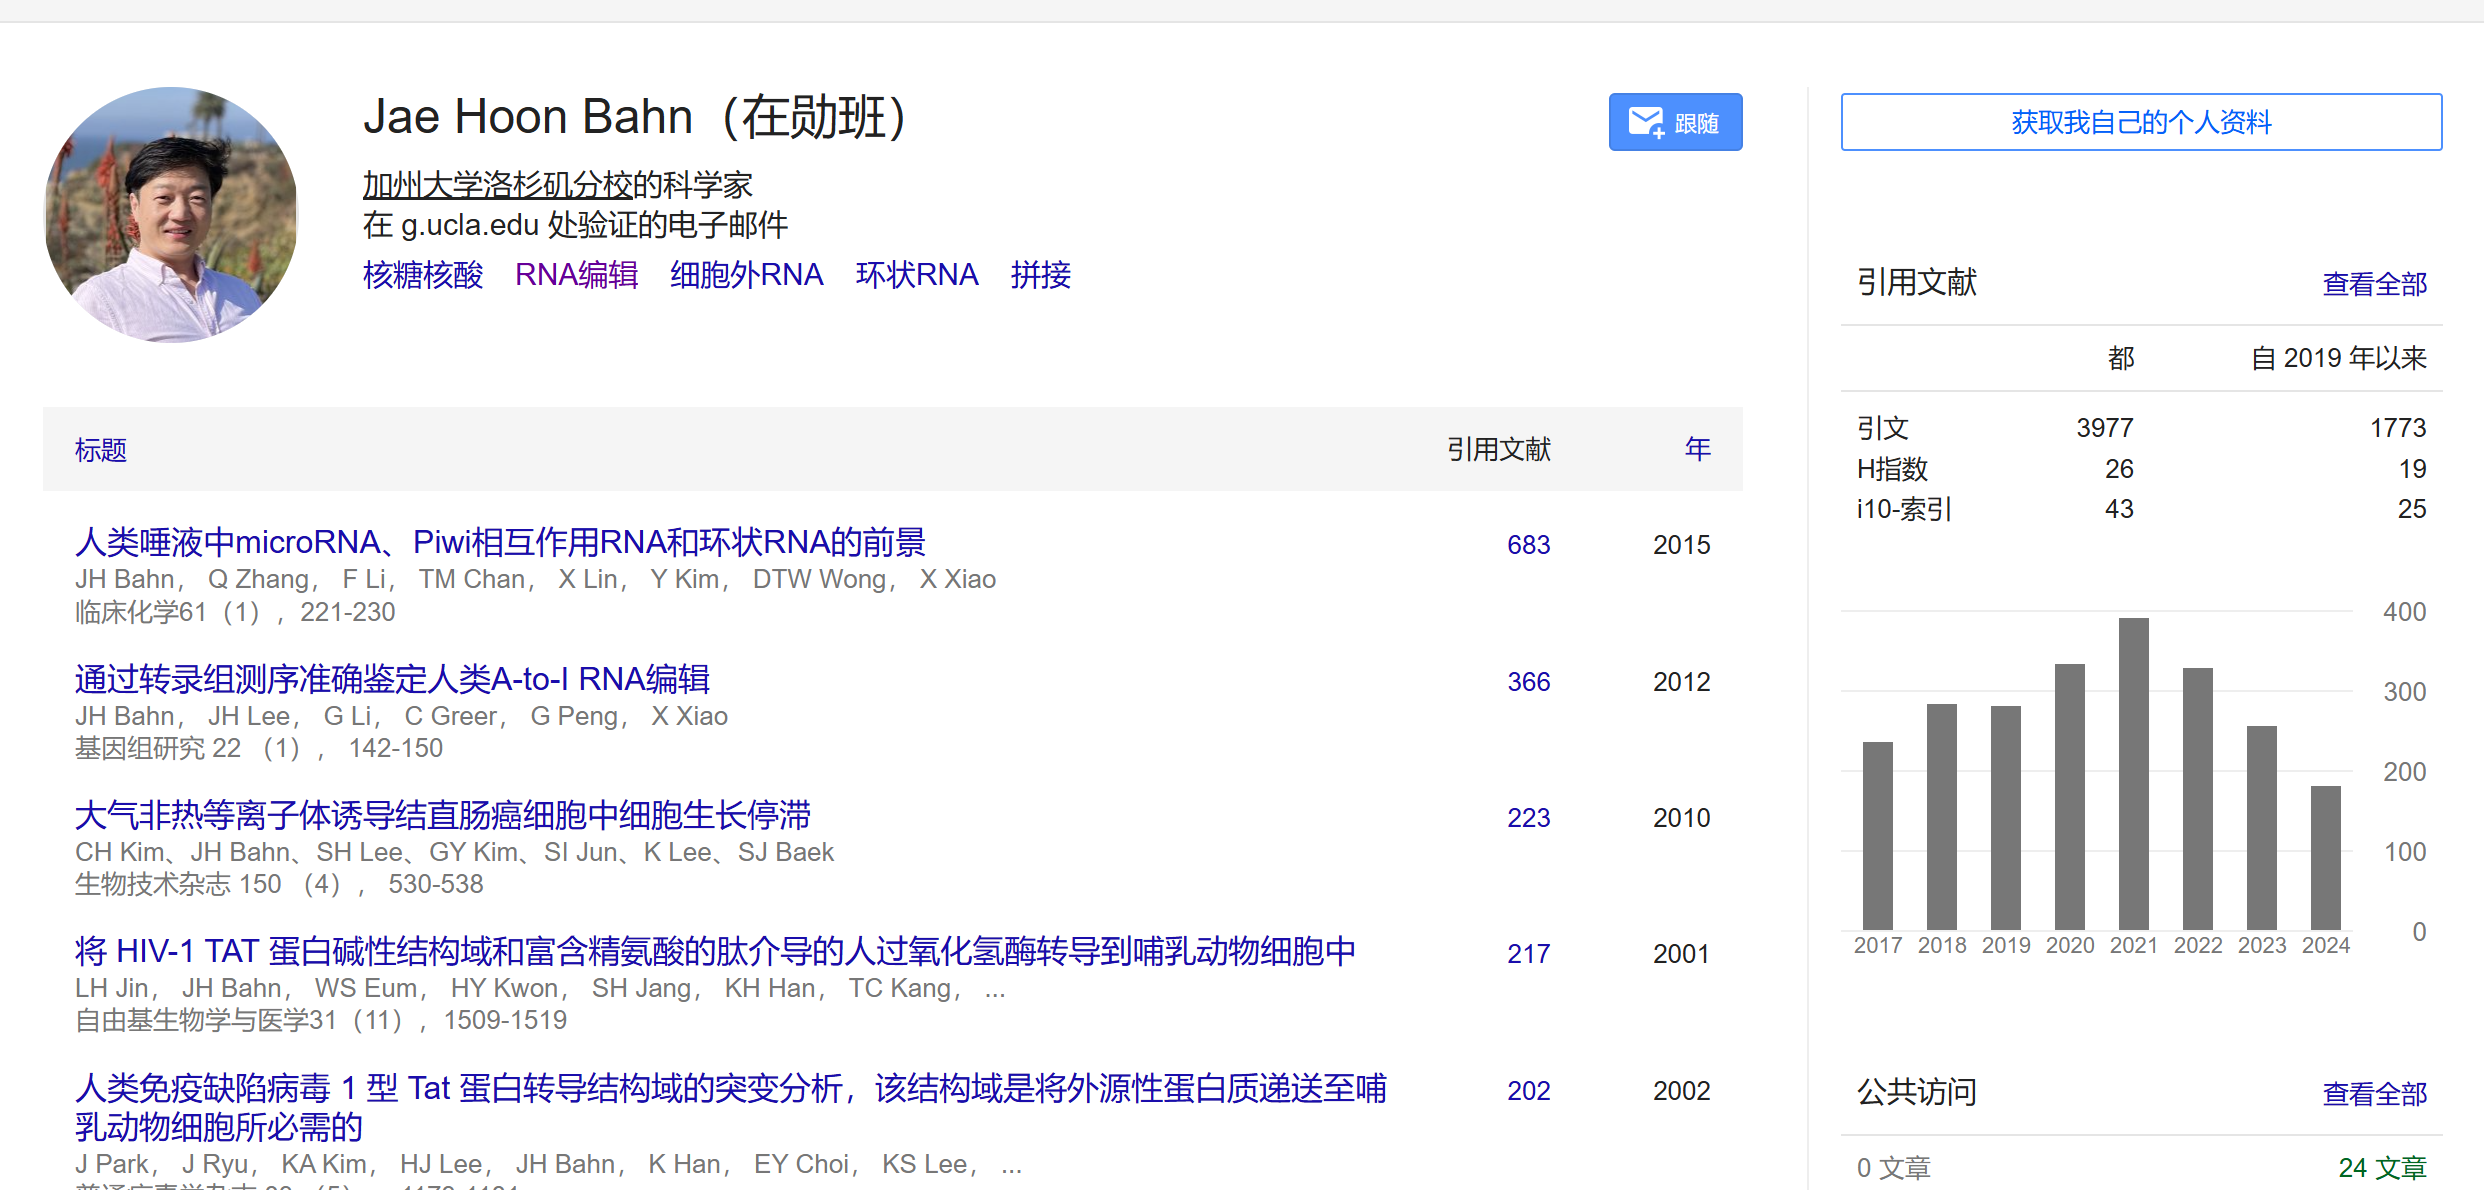 Jae Hoon Bahn（在勋班）
跟随
加州大学洛杉矶分校的科学家
在 g.ucla.edu 处验证的电子邮件
核糖核酸 RNA编辑 细胞外RNA 环状RNA 拼接
标题 引用文献 年
人类唾液中microRNA、Piwi相互作用RNA和环状RNA的前景 683 2015
JH Bahn， Q Zhang， F Li， TM Chan， X Lin， Y Kim， DTW Wong， X Xiao
临床化学61（1），221-230
通过转录组测序准确鉴定人类A-to-I RNA编辑 366 2012
JH Bahn， JH Lee， G Li， C Greer， G Peng， X Xiao
基因组研究 22 （1）， 142-150
大气非热等离子体诱导结直肠癌细胞中细胞生长停滞 223 2010
CH Kim、JH Bahn、SH Lee、GY Kim、SI Jun、K Lee、SJ Baek
生物技术杂志 150 （4）， 530-538
将 HIV-1 TAT 蛋白碱性结构域和富含精氨酸的肽介导的人过氧化氢酶转导到哺乳动物细胞中 217 2001
LH Jin， JH Bahn， WS Eum， HY Kwon， SH Jang， KH Han， TC Kang， ...
自由基生物学与医学31（11），1509-1519
人类免疫缺陷病毒 1 型 Tat 蛋白转导结构域的突变分析，该结构域是将外源性蛋白质递送至哺 202 2002
乳动物细胞所必需的
J Park， J Ryu， KA Kim， HJ Lee， JH Bahn， K Han， EY Choi， KS Lee， ...
获取我自己的个人资料
引用文献 查看全部
都 自 2019 年以来
引文 3977 1773
H指数 26 19
i10-索引 43 25
400
300
200
100
0
2017 2018 2019 2020 2021 2022 2023 2024
公共访问 查看全部
0 文章 24 文章